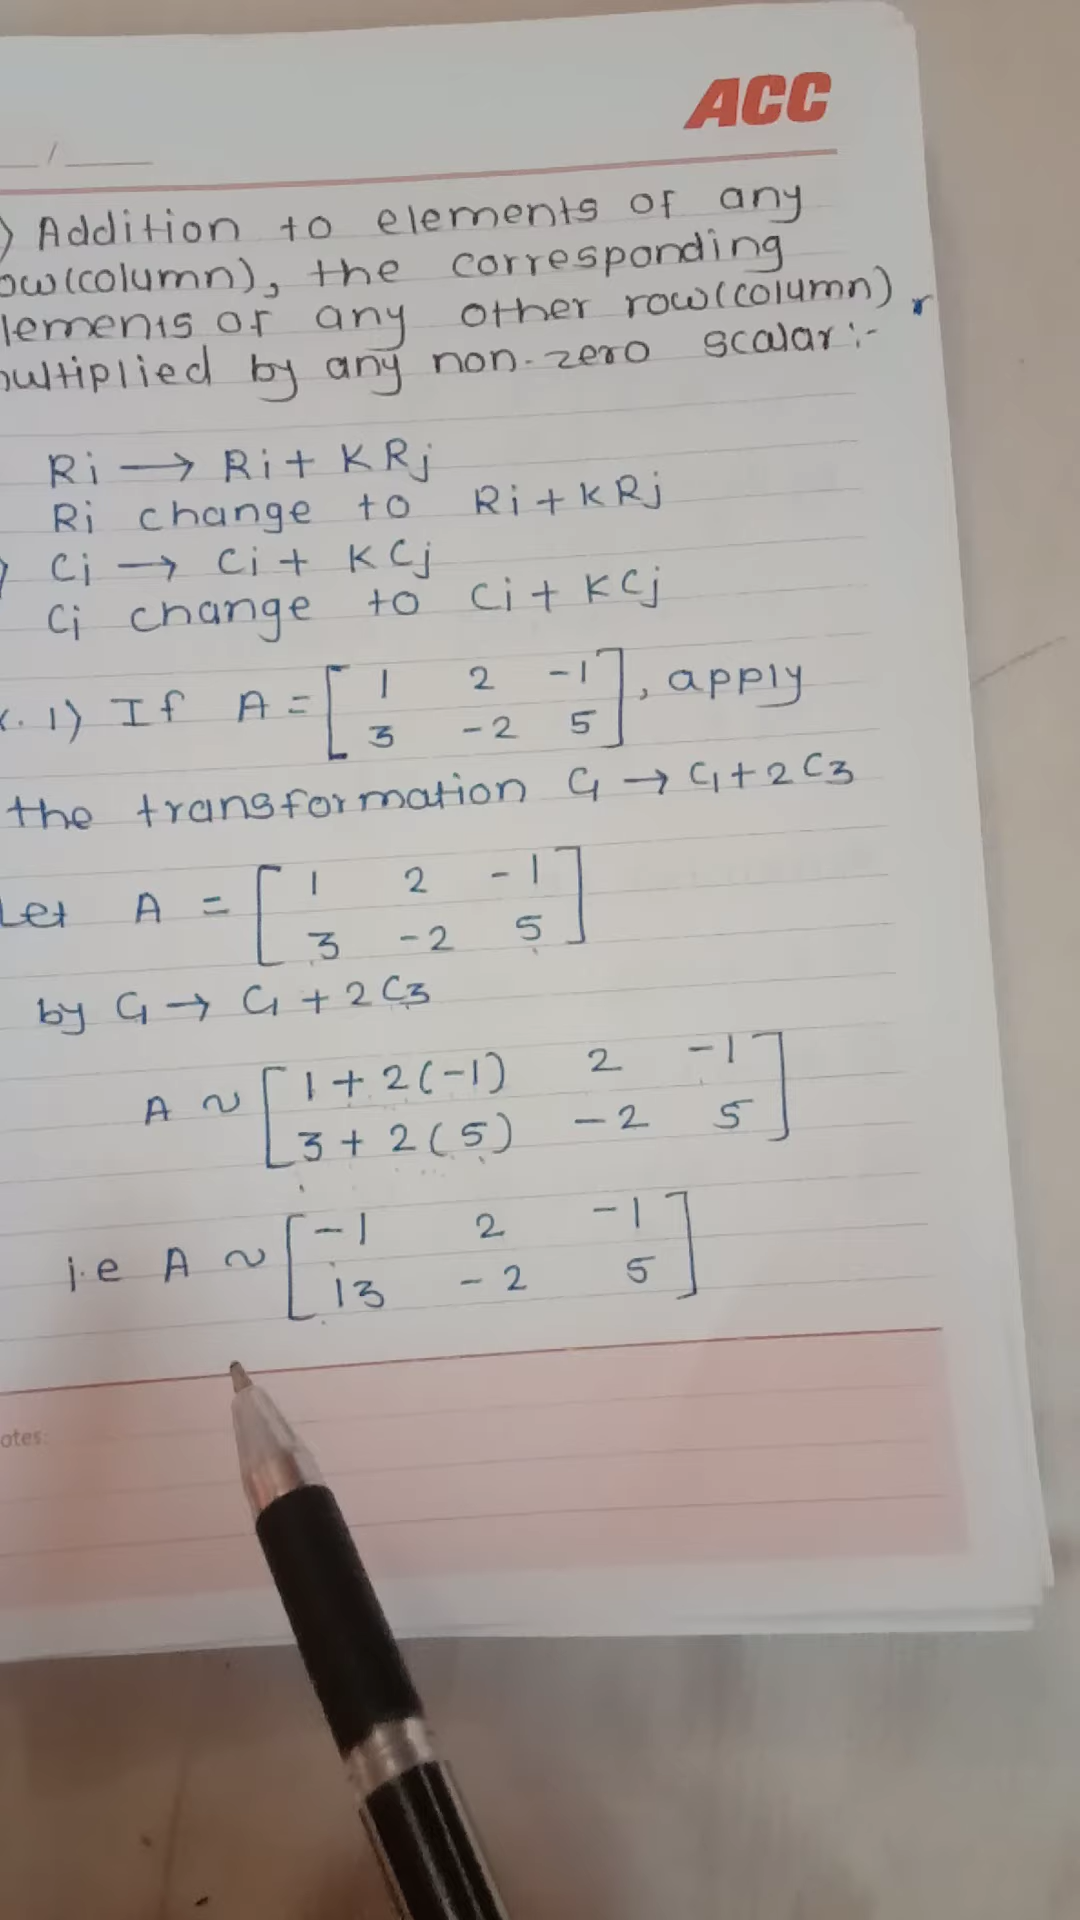 ACC
/
) Addition to elements of any
ow(column), the corresponding
lements of any other row(column),
ultiplied by any non-zero scalar :-
Ri → Ri + KRj
Ri change to Ri + KRj
) Ci → Ci + KCj
Ci change to Ci + KCj
x. 1) If A = [ 1 2 -1 ], apply
3 -2 5
the transformation C1 → C1 + 2C3
Let A = [ 1 2 -1 ]
3 -2 5
by C1 → C1 + 2C3
A ~ [ 1 + 2(-1) 2 -1 ]
3 + 2(5) -2 5
i.e A ~ [ -1 2 -1 ]
13 -2 5
otes: